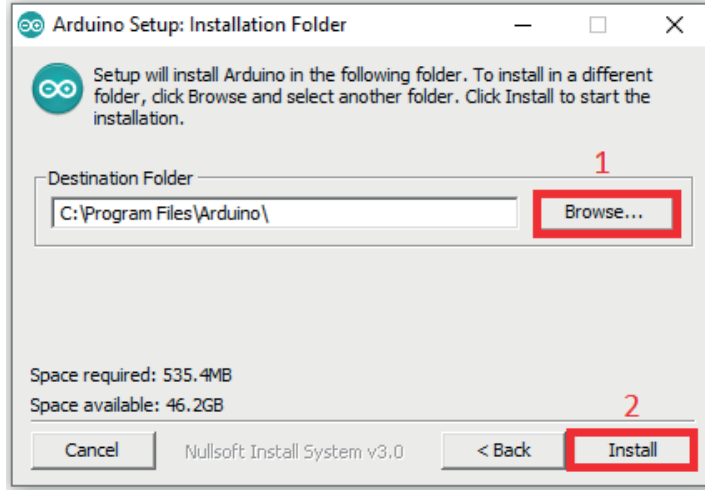 Arduino Setup: Installation Folder
Setup will install Arduino in the following folder. To install in a different
folder, click Browse and select another folder. Click Install to start the
installation.
1
Destination Folder
C:\Program Files\Arduino\
Browse...
Space required: 535.4MB
Space available: 46.2GB
2
Cancel
Nullsoft Install System v3.0
< Back
Install